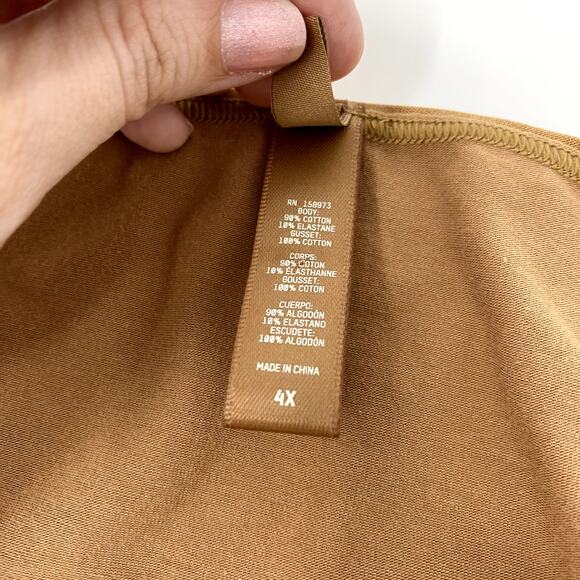 RN 158973
BODY:
90% COTTON
10% ELASTANE
GUSSET:
100% COTTON
CORPS:
90% COTON
10% ÉLASTHANNE
GOUSSET:
100% COTON
CUERPO:
90% ALGODÓN
10% ELASTANO
ESCUDETE:
100% ALGODÓN
MADE IN CHINA
4X